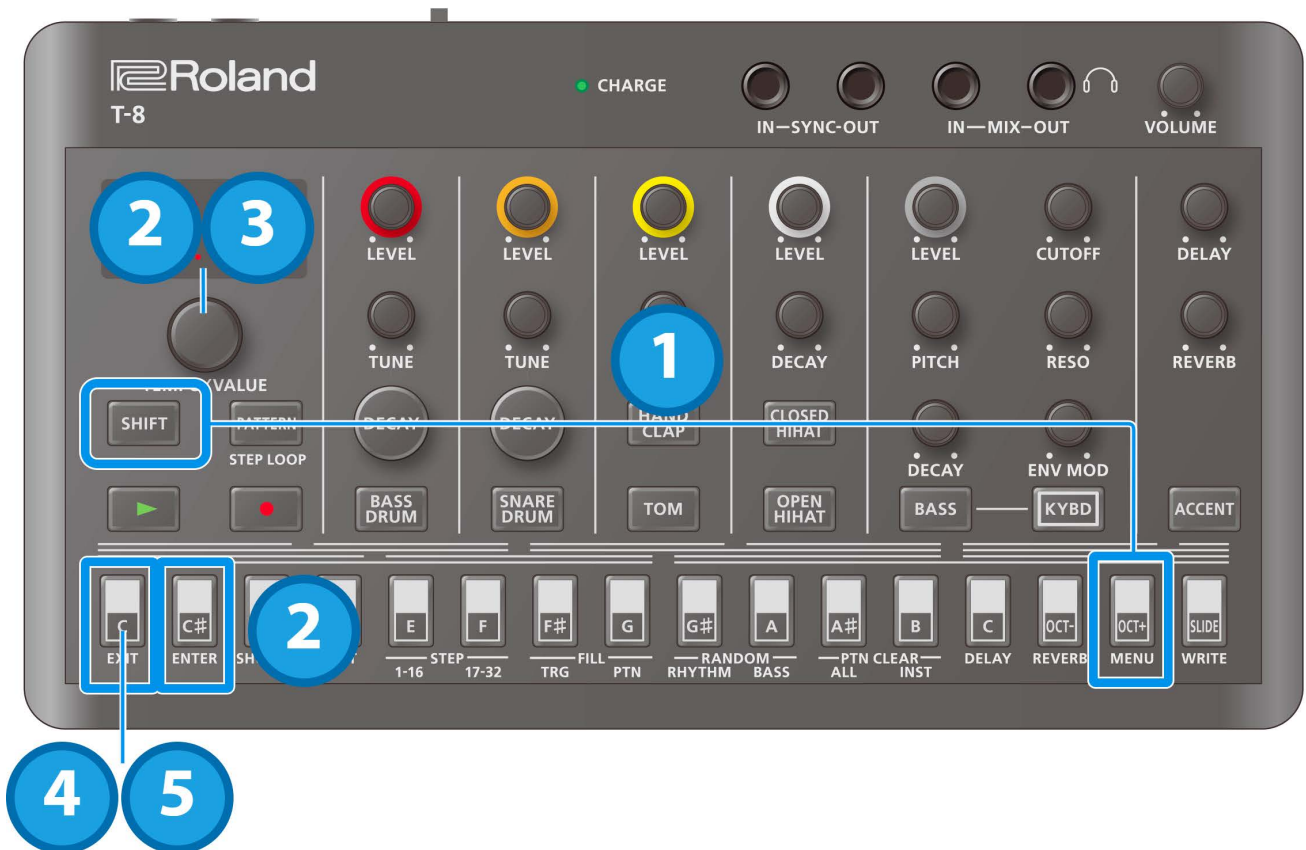 Roland
T-8
CHARGE
IN–SYNC-OUT
IN—MIX–OUT
VOLUME
2
3
LEVEL
LEVEL
LEVEL
LEVEL
LEVEL
CUTOFF
DELAY
1
TUNE
TUNE
DECAY
PITCH
RESO
REVERB
VALUE
SHIFT
PATTERN
STEP LOOP
DECAY
DECAY
HAND
CLAP
CLOSED
HIHAT
DECAY
ENV MOD
BASS
DRUM
SNARE
DRUM
TOM
OPEN
HIHAT
BASS
KYBD
ACCENT
C
C#
2
E
F
F#
G
G#
A
A#
B
C
OCT-
OCT+
SLIDE
EXIT
ENTER
STEP
1-16
17-32
FILL
TRG
PTN
RANDOM
RHYTHM
BASS
PTN CLEAR
ALL
INST
DELAY
REVERB
MENU
WRITE
4
5